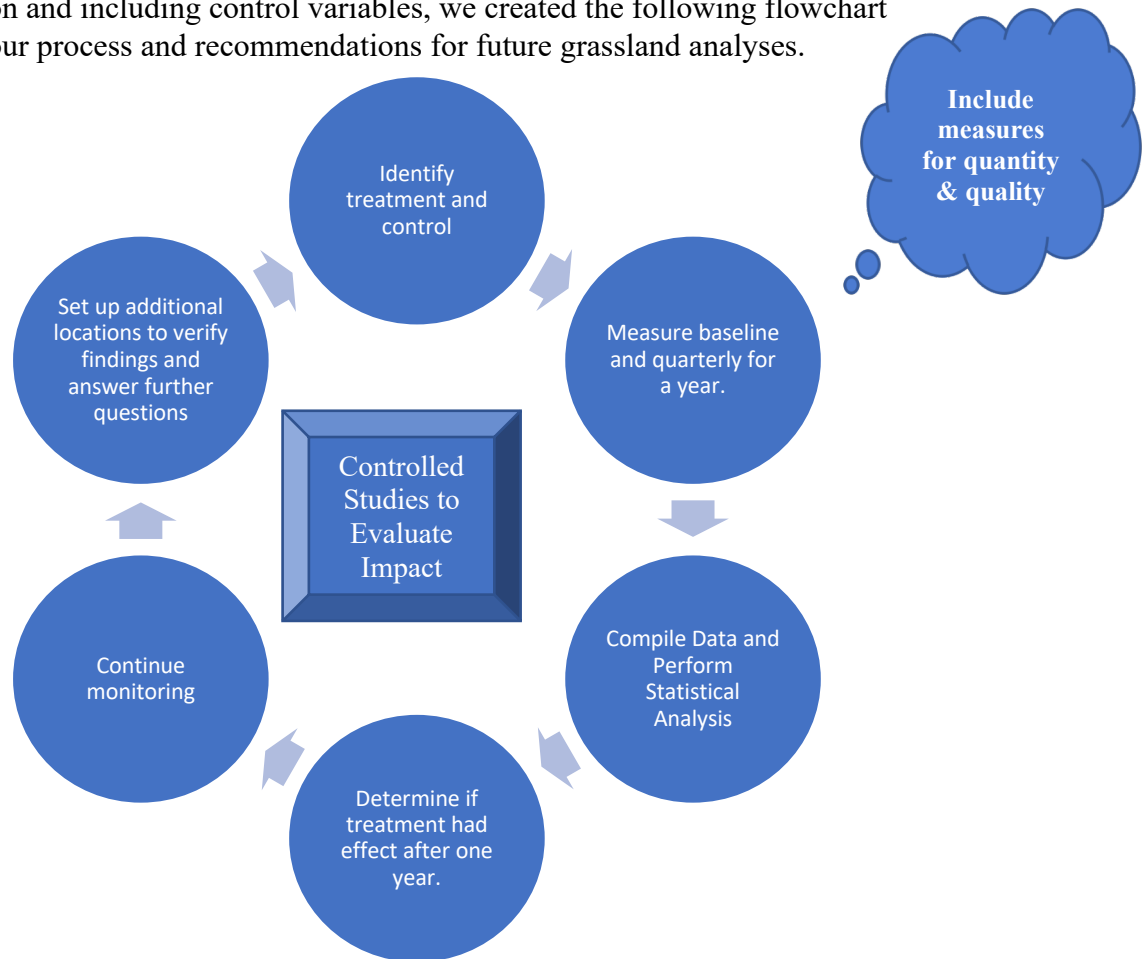 on and including control variables, we created the following flowchart
our process and recommendations for future grassland analyses.
Include
measures
for quantity
& quality
Identify
treatment and
control
Measure baseline
and quarterly for
a year.
Compile Data and
Perform
Statistical
Analysis
Determine if
treatment had
effect after one
year.
Continue
monitoring
Set up additional
locations to verify
findings and
answer further
questions
Controlled
Studies to
Evaluate
Impact